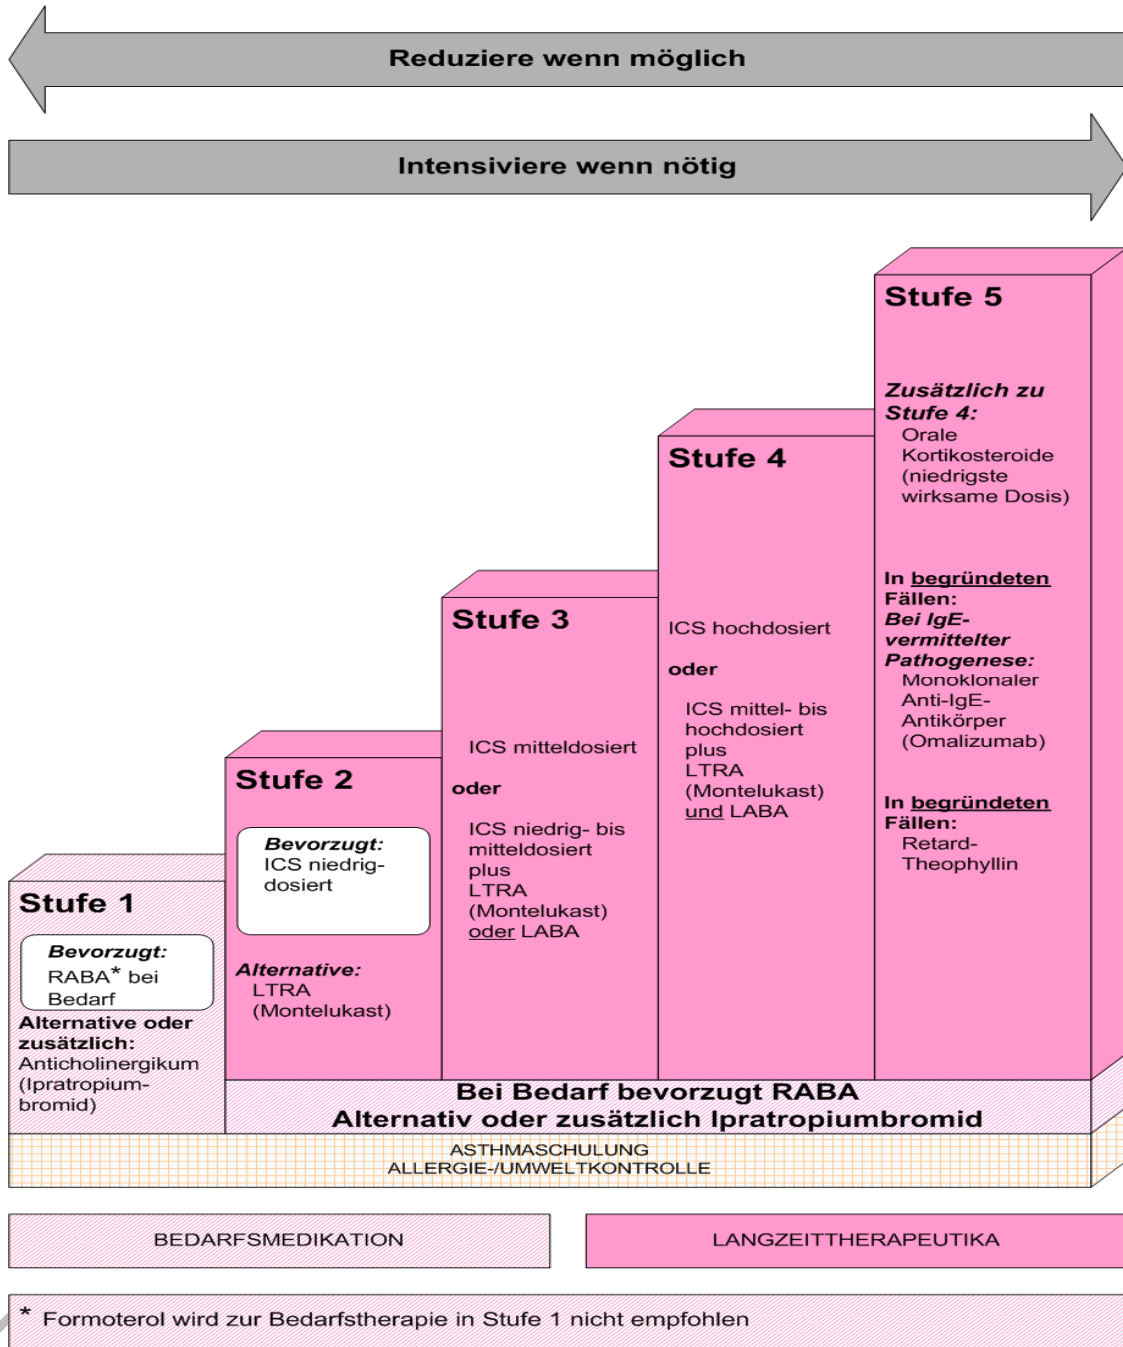 Reduziere wenn möglich
Intensiviere wenn nötig
Stufe 1
Bevorzugt:
RABA* bei
Bedarf
Alternative oder
zusätzlich:
Anticholinergikum
(Ipratropium-
bromid)
Stufe 2
Bevorzugt:
ICS niedrig-
dosiert
Alternative:
LTRA
(Montelukast)
Stufe 3
ICS mitteldosiert
oder
ICS niedrig- bis
mitteldosiert
plus
LTRA
(Montelukast)
oder LABA
Stufe 4
ICS hochdosiert
oder
ICS mittel- bis
hochdosiert
plus
LTRA
(Montelukast)
und LABA
Stufe 5
Zusätzlich zu
Stufe 4:
Orale
Kortikosteroide
(niedrigste
wirksame Dosis)
In begründeten
Fällen:
Bei IgE-
vermittelter
Pathogenese:
Monoklonaler
Anti-IgE-
Antikörper
(Omalizumab)
In begründeten
Fällen:
Retard-
Theophyllin
Bei Bedarf bevorzugt RABA
Alternativ oder zusätzlich Ipratropiumbromid
ASTHMASCHULUNG
ALLERGIE-/UMWELTKONTROLLE
BEDARFSMEDIKATION
LANGZEITTHERAPEUTIKA
* Formoterol wird zur Bedarfstherapie in Stufe 1 nicht empfohlen